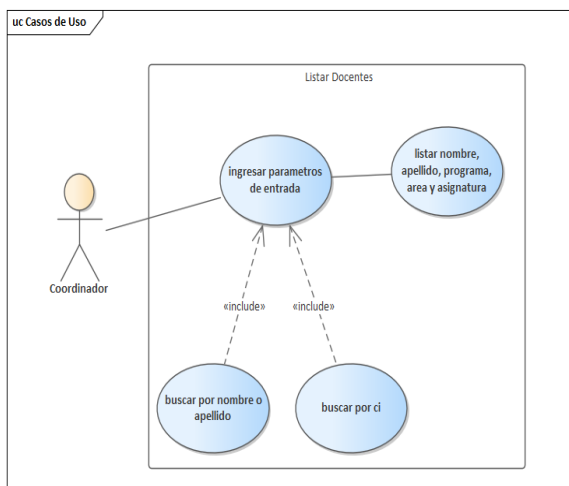 uc Casos de Uso
Listar Docentes
ingresar parametros
de entrada
listar nombre,
apellido, programa,
area y asignatura
Coordinador
«include»
«include»
buscar por nombre o
apellido
buscar por ci